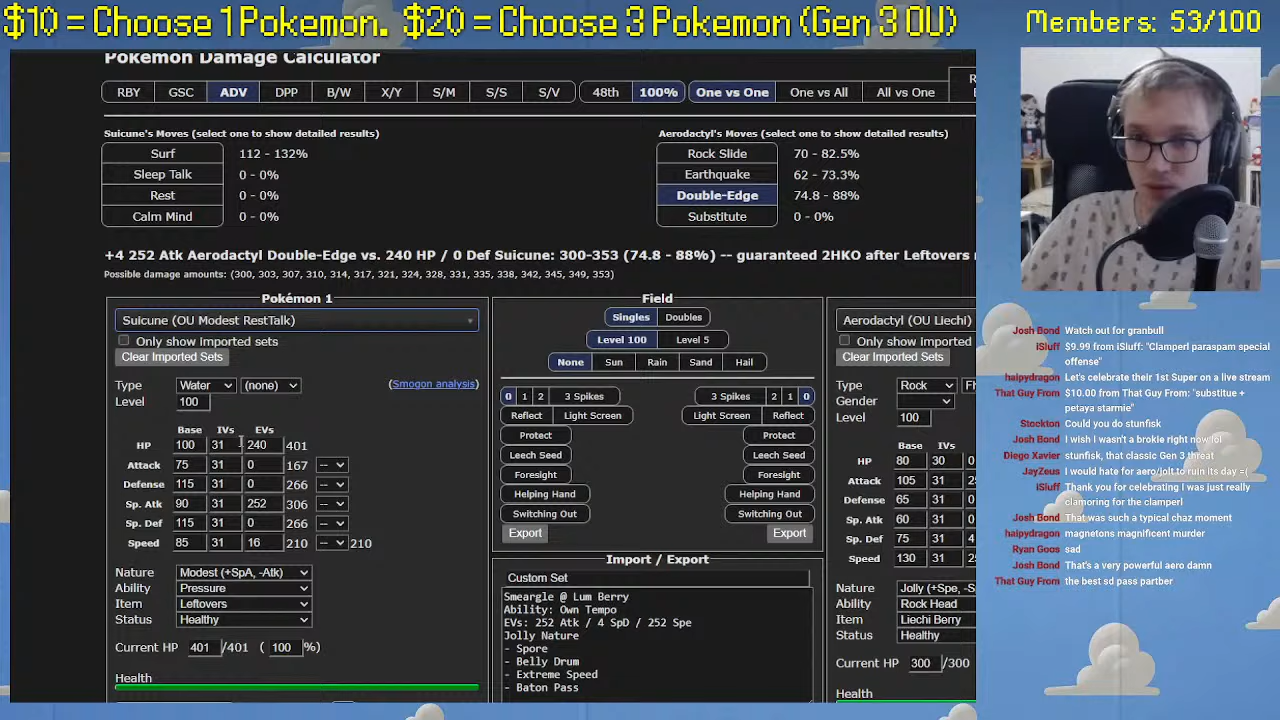 $10 = Choose 1 Pokemon. $20 = Choose 3 Pokemon (Gen 3 OU)
Members: 53/100
Pokemon Damage Calculator
RBY GSC ADV DPP B/W X/Y S/M S/S S/V 48th 100% One vs One One vs All All vs One R
Suicune's Moves (select one to show detailed results)
Surf 112 - 132%
Sleep Talk 0 - 0%
Rest 0 - 0%
Calm Mind 0 - 0%
Aerodactyl's Moves (select one to show detailed results)
Rock Slide 70 - 82.5%
Earthquake 62 - 73.3%
Double-Edge 74.8 - 88%
Substitute 0 - 0%
+4 252 Atk Aerodactyl Double-Edge vs. 240 HP / 0 Def Suicune: 300-353 (74.8 - 88%) -- guaranteed 2HKO after Leftovers
Possible damage amounts: (300, 303, 307, 310, 314, 317, 321, 324, 328, 331, 335, 338, 342, 345, 349, 353)
Pokémon 1
Suicune (OU Modest RestTalk)
Only show imported sets
Clear Imported Sets
Type Water (none) (Smogon analysis)
Level 100
Base IVs EVs
HP 100 31 240 401
Attack 75 31 0 167 --
Defense 115 31 0 266 --
Sp. Atk 90 31 252 306 --
Sp. Def 115 31 0 266 --
Speed 85 31 16 210 -- 210
Nature Modest (+SpA, -Atk)
Ability Pressure
Item Leftovers
Status Healthy
Current HP 401 /401 ( 100 %)
Health
Field
Singles Doubles
Level 100 Level 5
None Sun Rain Sand Hail
0 1 2 3 Spikes 3 Spikes 2 1 0
Reflect Light Screen Light Screen Reflect
Protect Protect
Leech Seed Leech Seed
Foresight Foresight
Helping Hand Helping Hand
Switching Out Switching Out
Export Export
Import / Export
Custom Set
Smeargle @ Lum Berry
Ability: Own Tempo
EVs: 252 Atk / 4 SpD / 252 Spe
Jolly Nature
- Spore
- Belly Drum
- Extreme Speed
- Baton Pass
Aerodactyl (OU Liechi)
Only show imported sets
Clear Imported Sets
Type Rock
Gender
Level 100
Base IVs
HP 80 30 0
Attack 105 31
Defense 65 31 0
Sp. Atk 60 31 0
Sp. Def 75 31 4
Speed 130 31
Nature Jolly (+Spe, -S
Ability Rock Head
Item Liechi Berry
Status Healthy
Current HP 300 /300
Health
Josh Bond Watch out for granbull
iSluff $9.99 from iSluff: "Clamperl paraspam special
offense"
haipydragon Let's celebrate their 1st Super on a live stream
That Guy From $10.00 from That Guy From: "substitue +
petaya starmie"
Stockton Could you do stunfisk
Josh Bond I wish I wasn't a brokie right now lol
Diego Xavier stunfisk, that classic Gen 3 threat
JayZeus I would hate for aero/jolt to ruin its day =(
iSluff Thank you for celebrating I was just really
clamoring for the clamperl
Josh Bond That was such a typical chaz moment
haipydragon magnetons magnificent murder
Ryan Goos sad
Josh Bond That's a very powerful aero damn
That Guy From the best sd pass partber